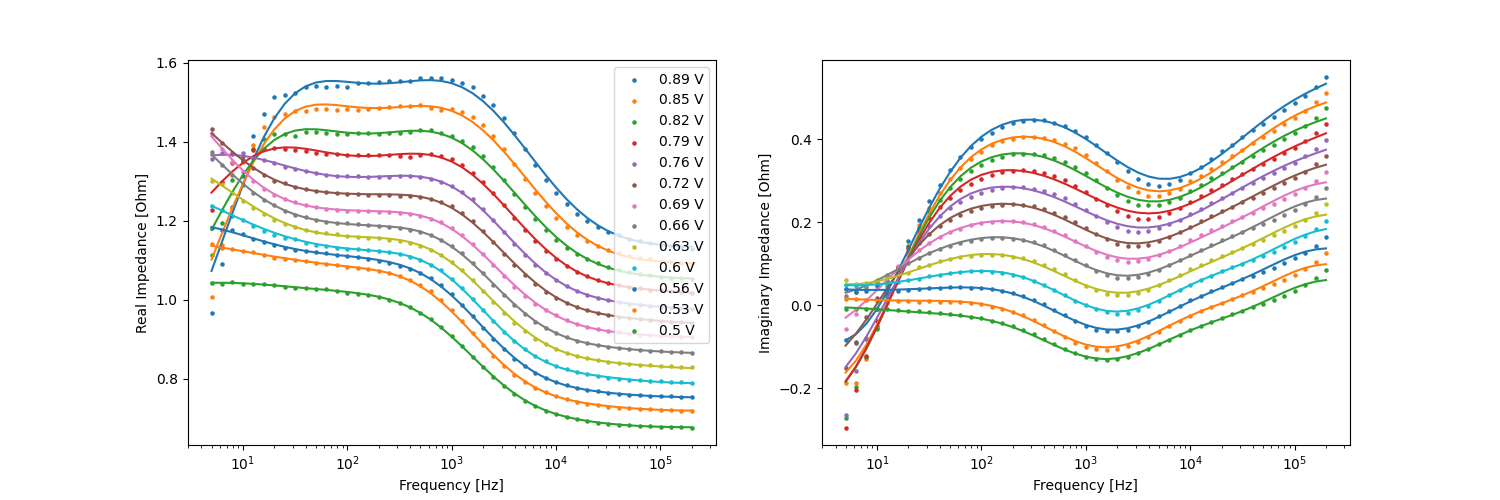 Real Impedance [Ohm]
1.6
1.4
1.2
1.0
0.8
10¹
10²
10³
10⁴
10⁵
Frequency [Hz]
0.89 V
0.85 V
0.82 V
0.79 V
0.76 V
0.72 V
0.69 V
0.66 V
0.63 V
0.6 V
0.56 V
0.53 V
0.5 V
Imaginary Impedance [Ohm]
0.4
0.2
0.0
−0.2
10¹
10²
10³
10⁴
10⁵
Frequency [Hz]